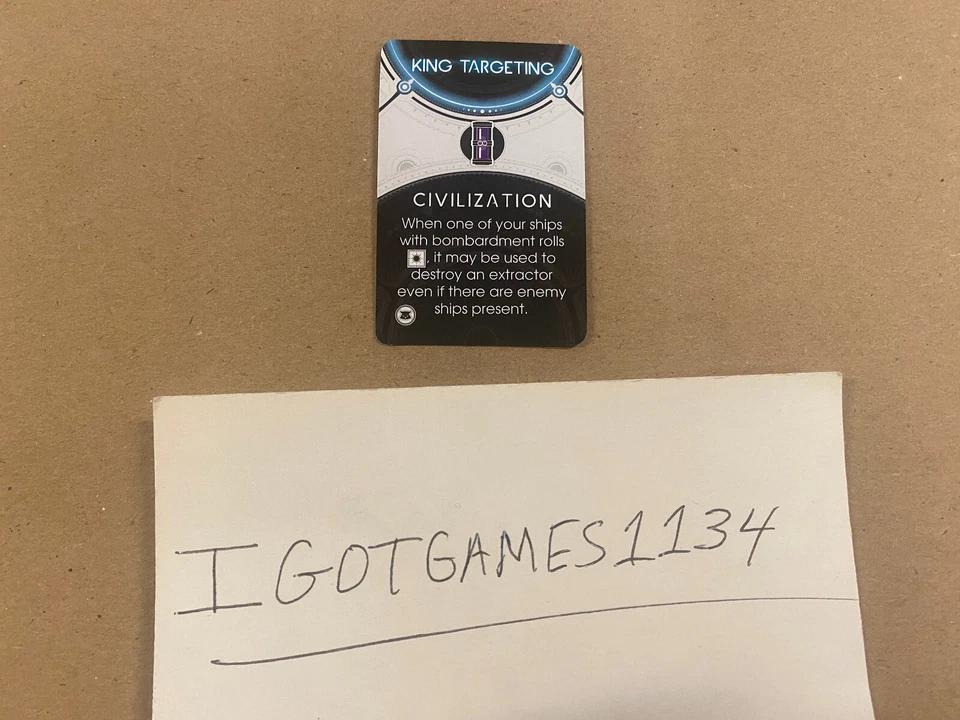 KING TARGETING
CIVILIZATION
When one of your ships
with bombardment rolls
, it may be used to
destroy an extractor
even if there are enemy
ships present.
IGOTGAMES1134